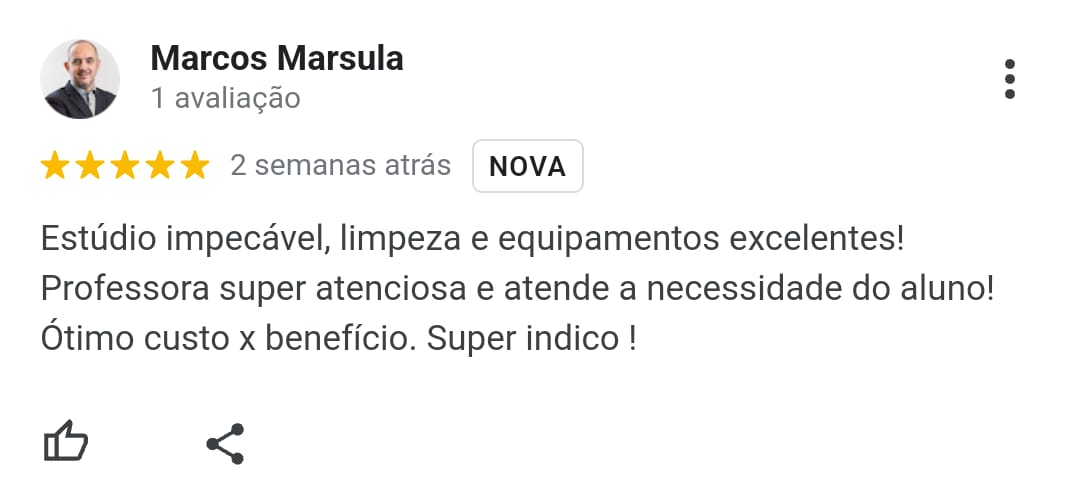 Marcos Marsula
1 avaliação
2 semanas atrás NOVA
Estúdio impecável, limpeza e equipamentos excelentes!
Professora super atenciosa e atende a necessidade do aluno!
Ótimo custo x benefício. Super indico !